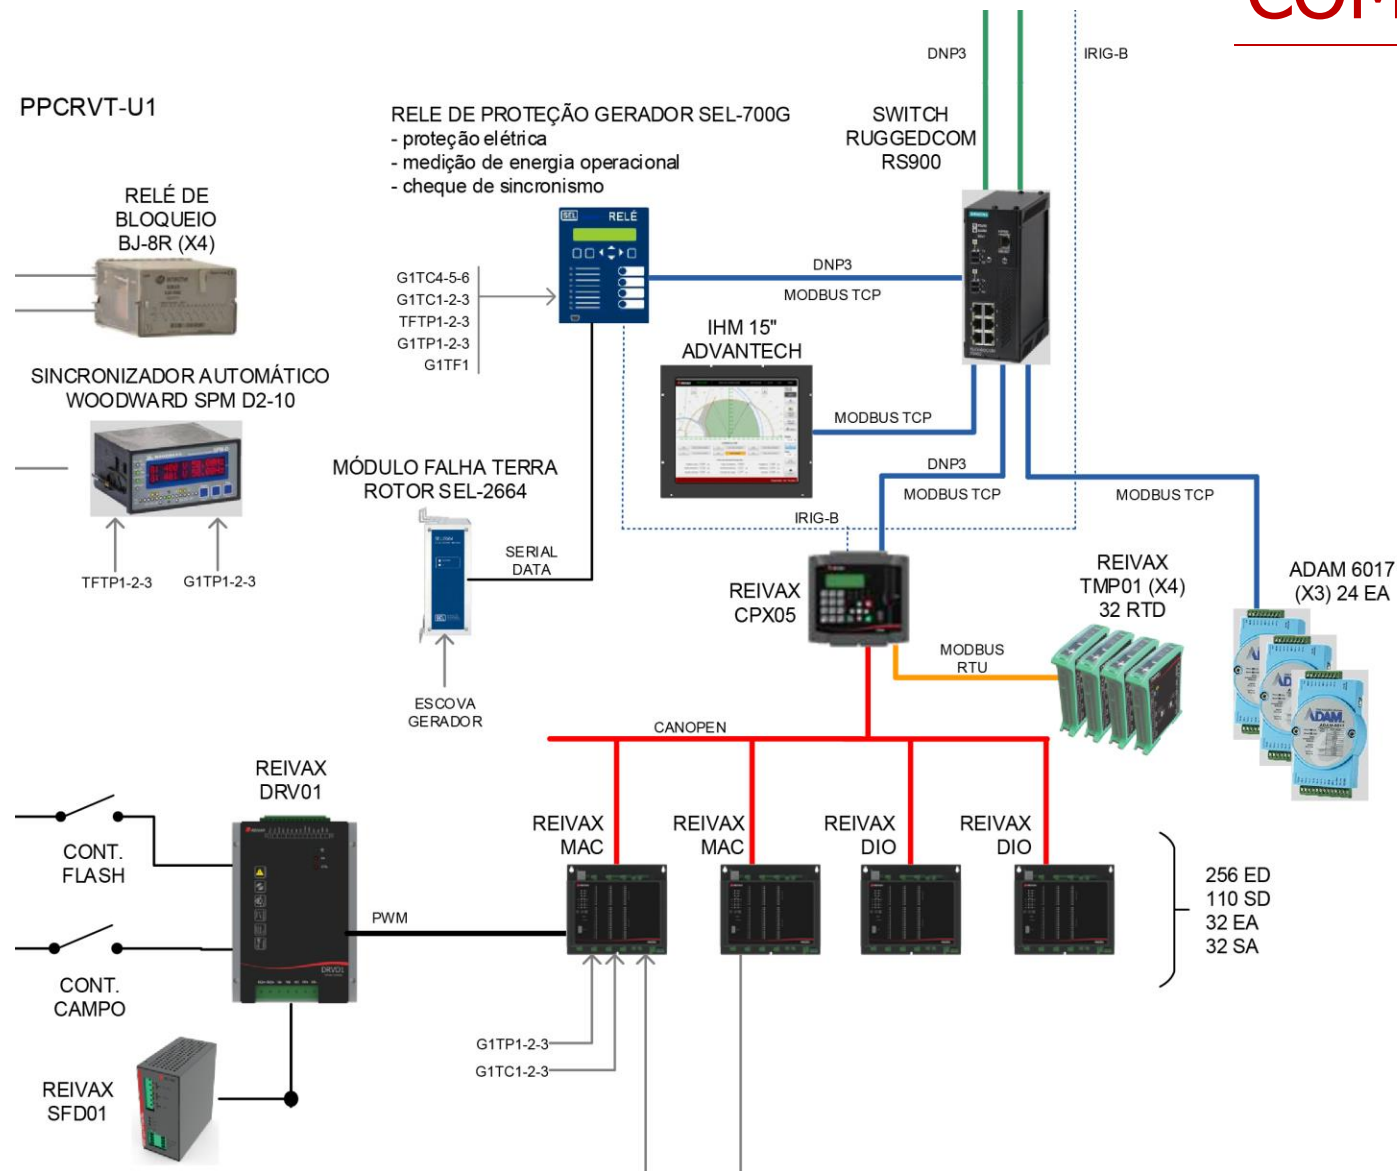 COM
DNP3
IRIG-B
PPCRVT-U1
RELE DE PROTEÇÃO GERADOR SEL-700G
- proteção elétrica
- medição de energia operacional
- cheque de sincronismo
SWITCH
RUGGEDCOM
RS900
RELÉ DE
BLOQUEIO
BJ-8R (X4)
SEL
RELÉ
G1TC4-5-6
G1TC1-2-3
TFTP1-2-3
G1TP1-2-3
G1TF1
DNP3
MODBUS TCP
IHM 15"
ADVANTECH
SINCRONIZADOR AUTOMÁTICO
WOODWARD SPM D2-10
MODBUS TCP
MÓDULO FALHA TERRA
ROTOR SEL-2664
DNP3
MODBUS TCP
MODBUS TCP
IRIG-B
SERIAL
DATA
TFTP1-2-3
G1TP1-2-3
REIVAX
CPX05
REIVAX
TMP01 (X4)
32 RTD
ADAM 6017
(X3) 24 EA
MODBUS
RTU
ESCOVA
GERADOR
ADAM
CANOPEN
REIVAX
DRV01
CONT.
FLASH
REIVAX
MAC
REIVAX
MAC
REIVAX
DIO
REIVAX
DIO
256 ED
110 SD
32 EA
32 SA
PWM
DRV01
CONT.
CAMPO
G1TP1-2-3
G1TC1-2-3
REIVAX
SFD01